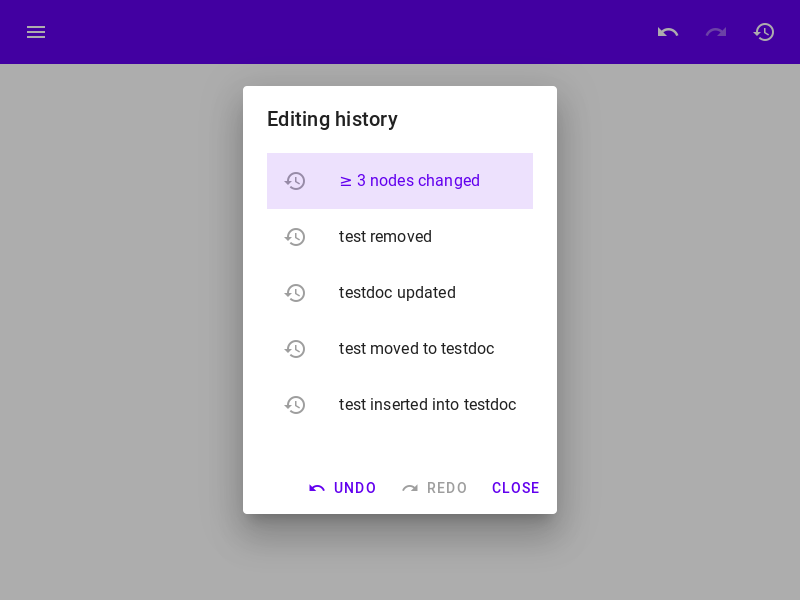 Editing history
≥ 3 nodes changed
test removed
testdoc updated
test moved to testdoc
test inserted into testdoc
UNDO REDO CLOSE